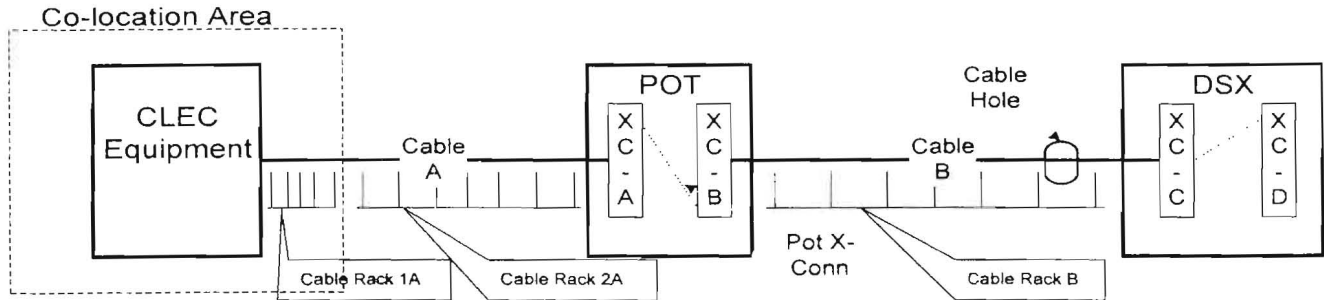 Co-location Area
CLEC
Equipment
Cable
A
POT
X
C
-
A
X
C
-
B
Cable
B
Cable
Hole
DSX
X
C
-
C
X
C
-
D
Cable Rack 1A
Cable Rack 2A
Pot X-
Conn
Cable Rack B